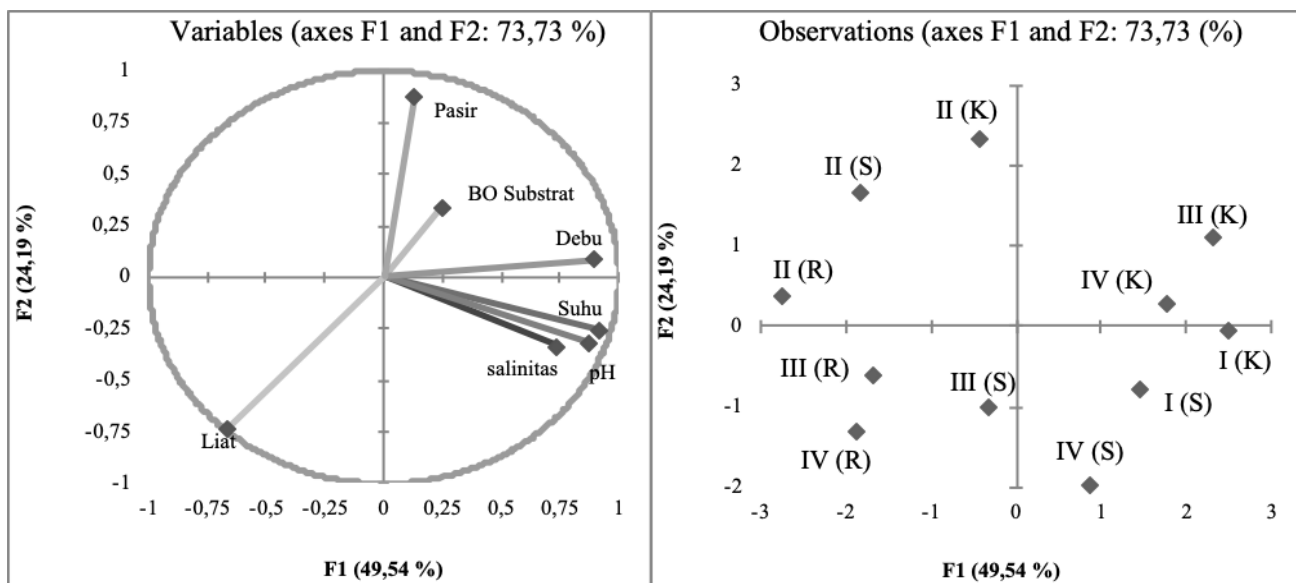 Variables (axes F1 and F2: 73,73 %)
1
0,75
0,5
0,25
0
-0,25
-0,5
-0,75
-1
F2 (24,19 %)
Pasir
BO Substrat
Debu
Suhu
salinitas
pH
Liat
-1 -0,75 -0,5 -0,25 0 0,25 0,5 0,75 1
F1 (49,54 %)
Observations (axes F1 and F2: 73,73 (%)
3
2
1
0
-1
-2
F2 (24,19 %)
II (K)
II (S)
III (K)
II (R)
IV (K)
I (K)
III (R)
III (S)
I (S)
IV (R)
IV (S)
-3 -2 -1 0 1 2 3
F1 (49,54 %)